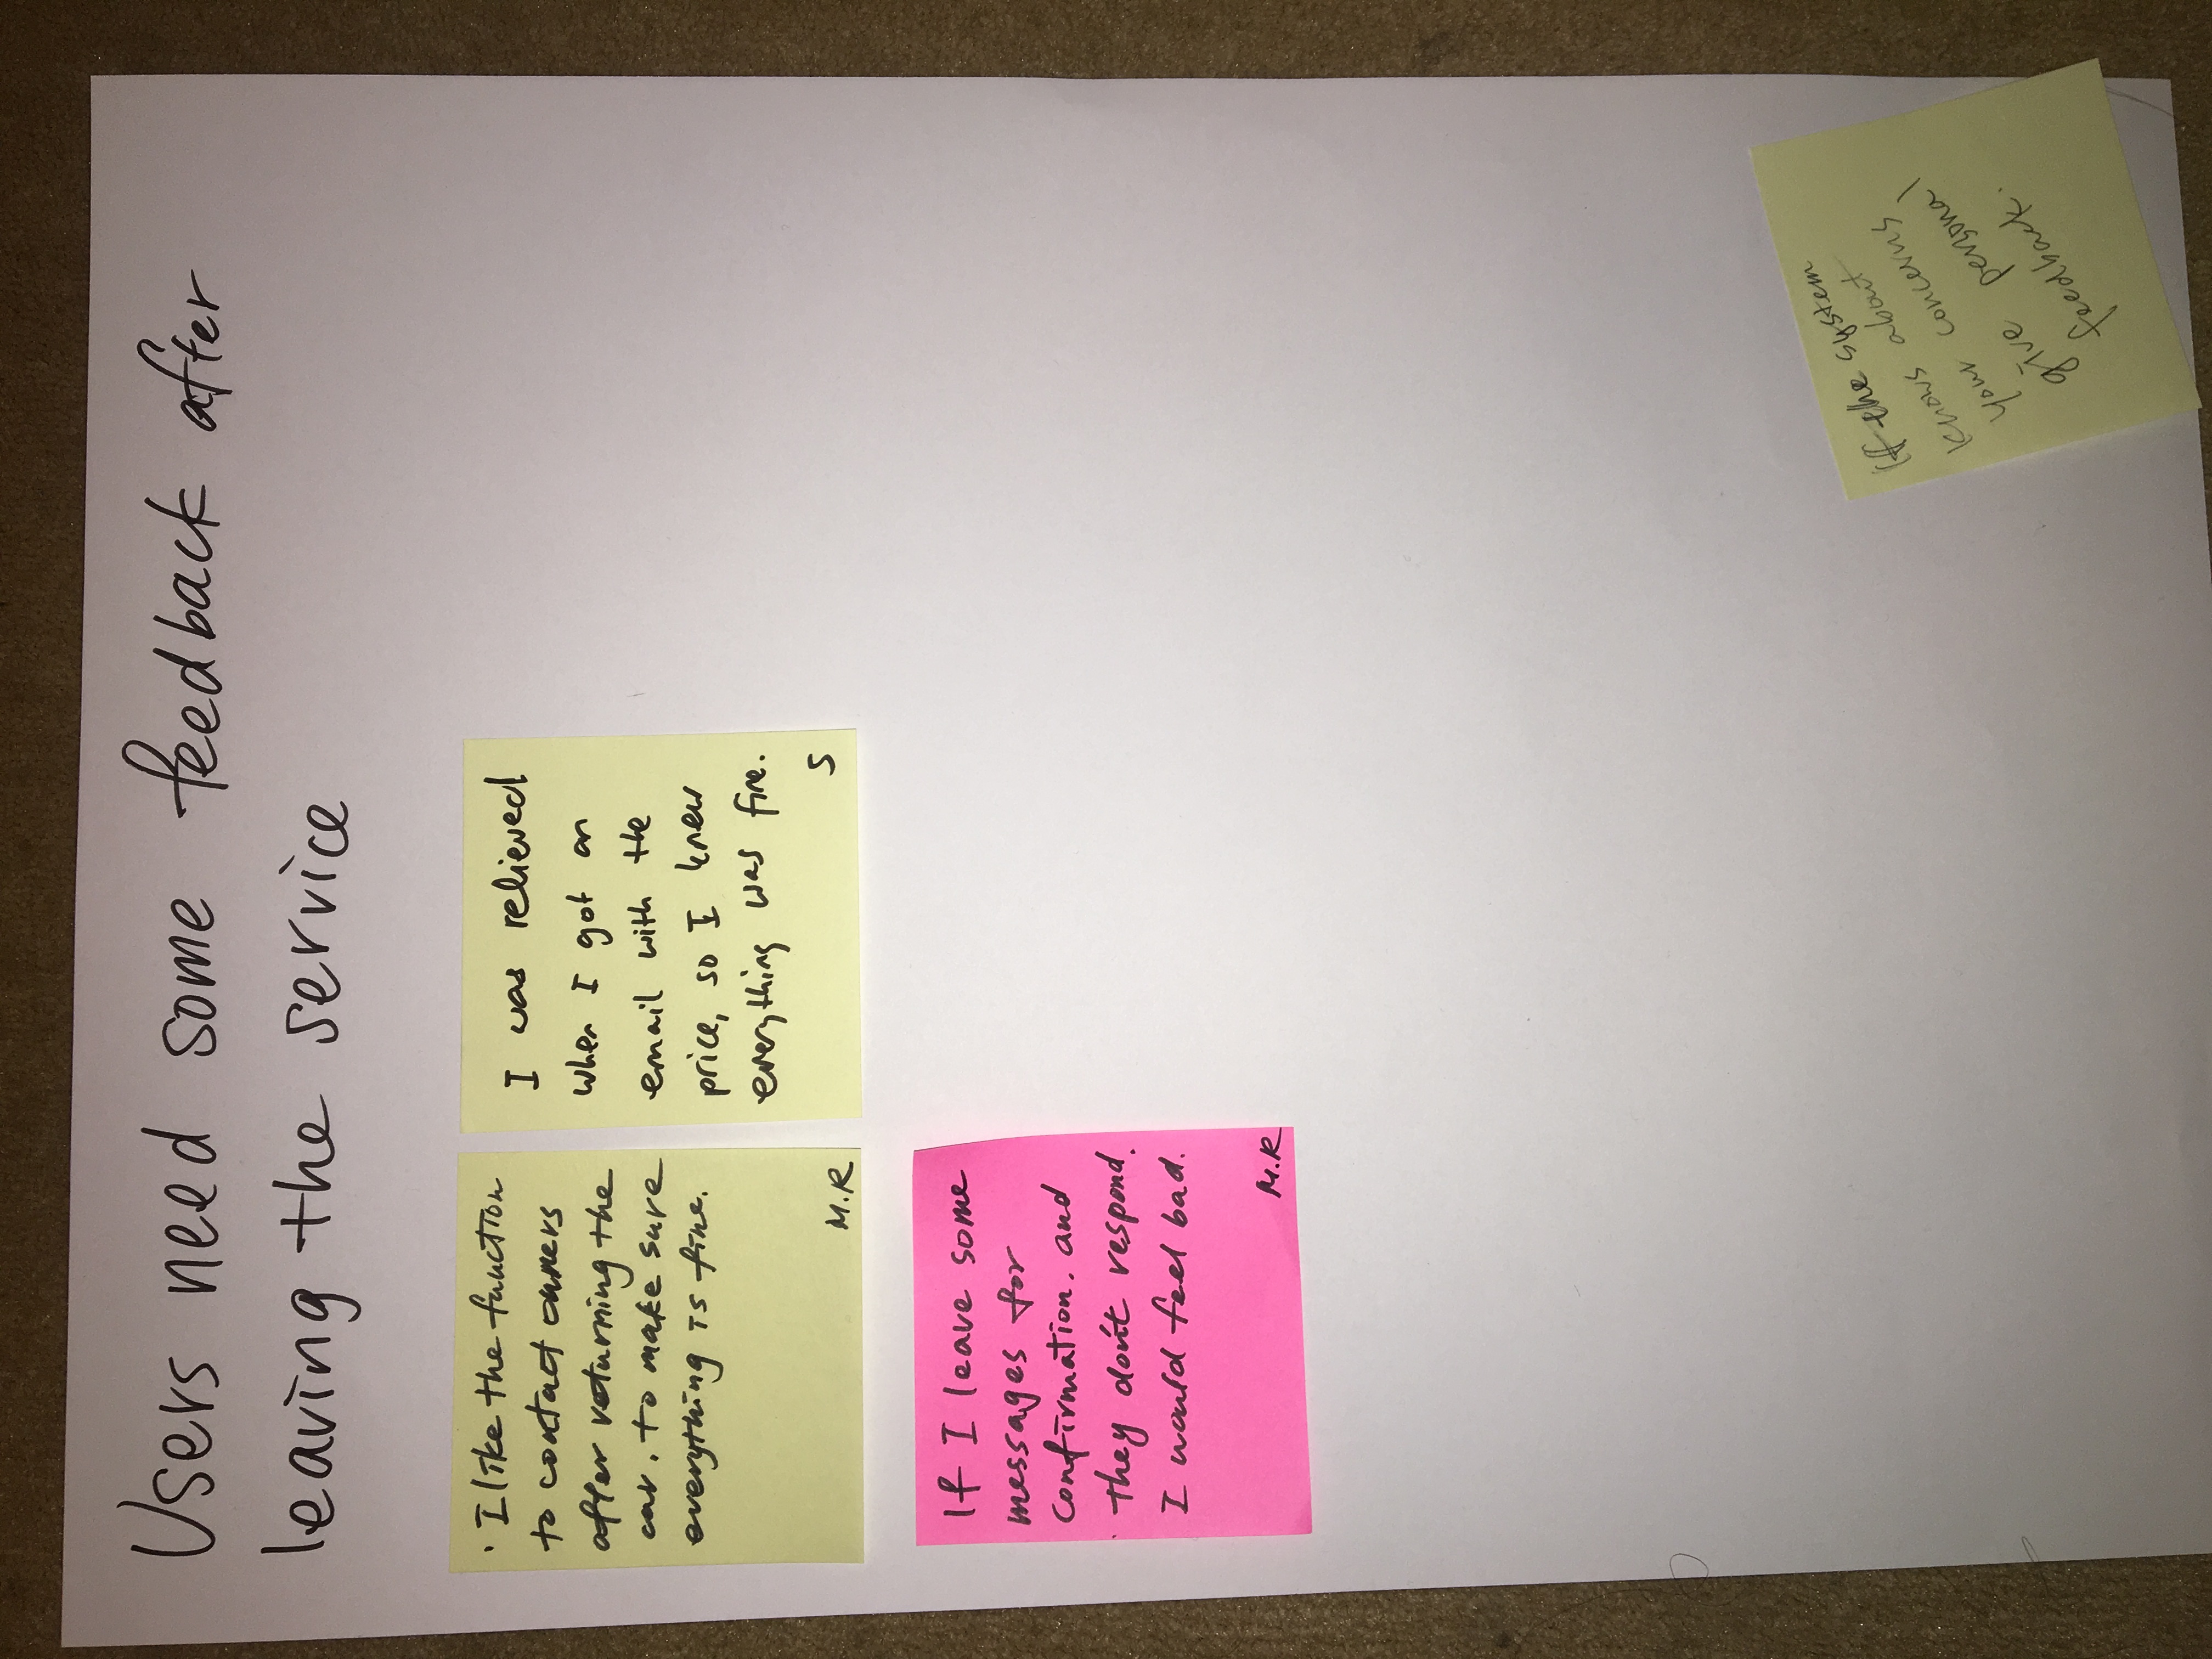 Users need some feedback after
leaving the service
· I like the function
to contact owners
after returning the
car. to make sure
everything is fine.
M.R
I was relieved
when I got an
email with the
price, so I knew
everything was fine.
S
If I leave some
messages for
confirmation. and
they don't respond.
I would feel bad.
M.R
If the system
knows about
your concerns
give personal
feedback.